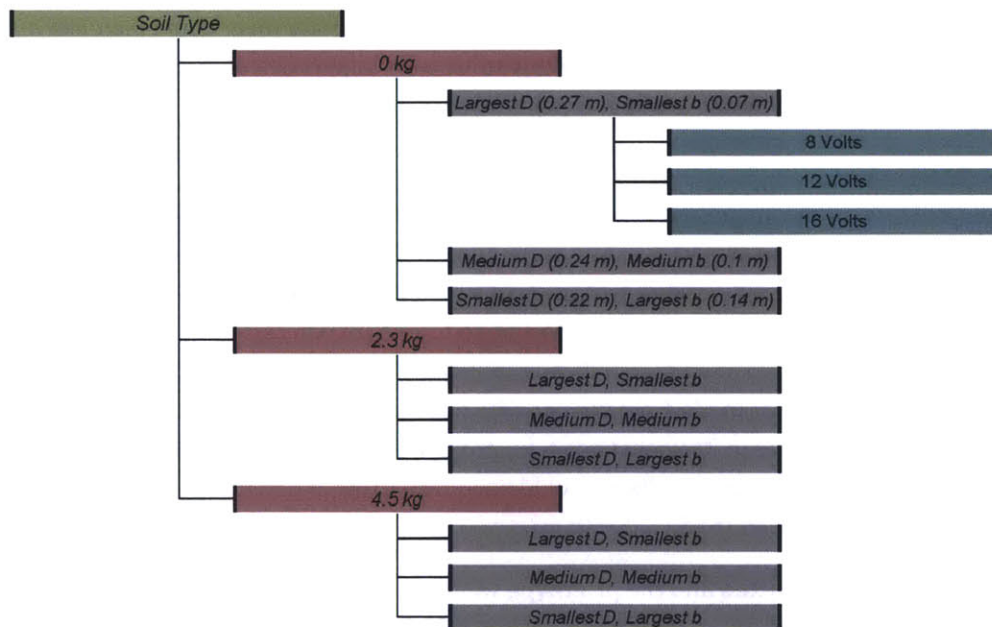 Soil Type
0 kg
Largest D (0.27 m), Smallest b (0.07 m)
8 Volts
12 Volts
16 Volts
Medium D (0.24 m), Medium b (0.1 m)
Smallest D (0.22 m), Largest b (0.14 m)
2.3 kg
Largest D, Smallest b
Medium D, Medium b
Smallest D, Largest b
4.5 kg
Largest D, Smallest b
Medium D, Medium b
Smallest D, Largest b